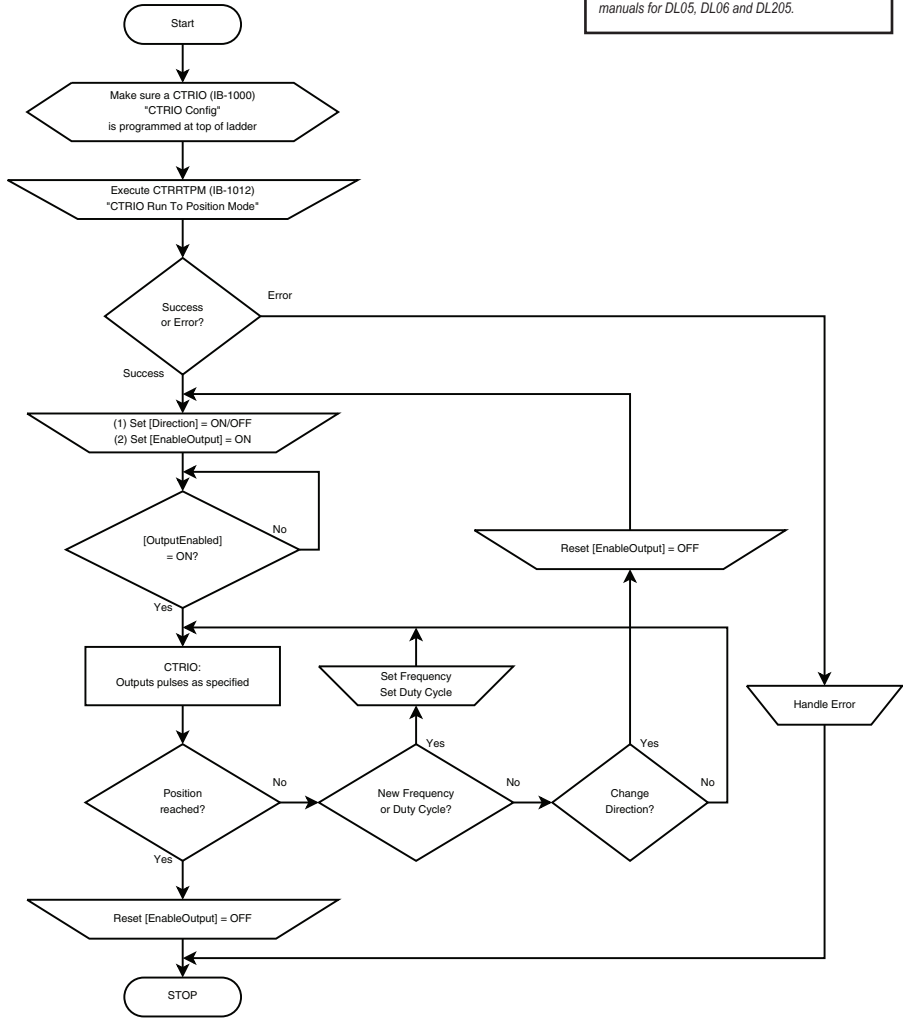 manuals for DL05, DL06 and DL205.
Start
Make sure a CTRIO (IB-1000)
"CTRIO Config"
is programmed at top of ladder
Execute CTRRTPM (IB-1012)
"CTRIO Run To Position Mode"
Success
or Error?
Error
Success
(1) Set [Direction] = ON/OFF
(2) Set [EnableOutput] = ON
[OutputEnabled]
= ON?
No
Yes
Reset [EnableOutput] = OFF
CTRIO:
Outputs pulses as specified
Set Frequency
Set Duty Cycle
Handle Error
Position
reached?
No
Yes
New Frequency
or Duty Cycle?
Yes
No
Change
Direction?
Yes
No
Reset [EnableOutput] = OFF
STOP